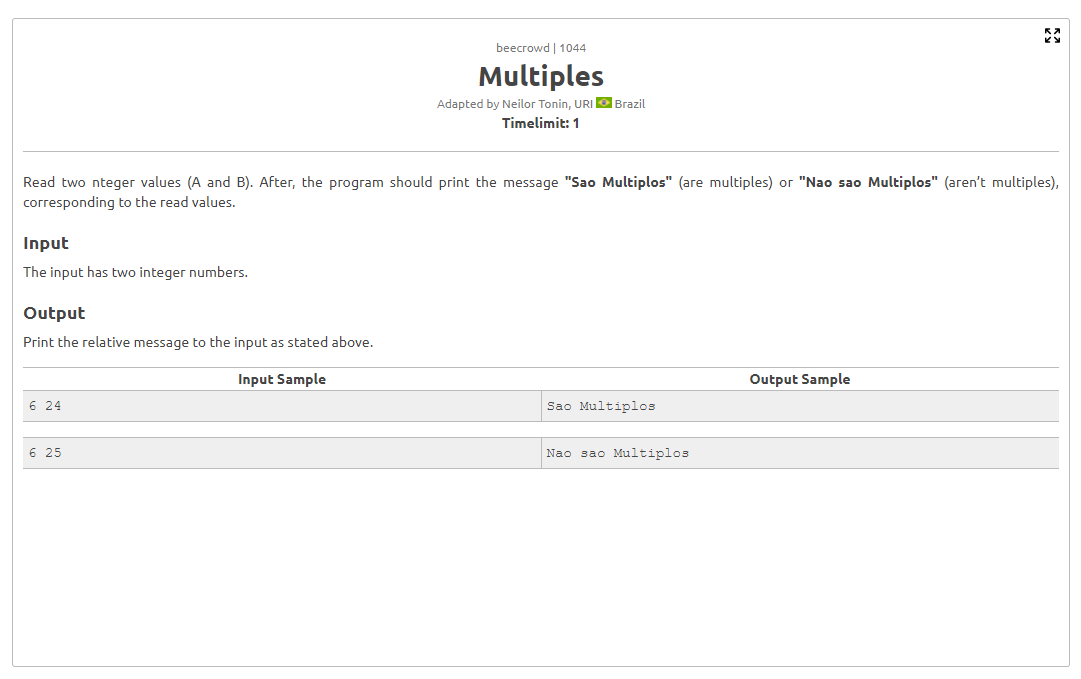 beecrowd | 1044
Multiples
Adapted by Neilor Tonin, URI Brazil
Timelimit: 1
Read two nteger values (A and B). After, the program should print the message "Sao Multiplos" (are multiples) or "Nao sao Multiplos" (aren’t multiples),
corresponding to the read values.
Input
The input has two integer numbers.
Output
Print the relative message to the input as stated above.
Input Sample Output Sample
6 24 Sao Multiplos
6 25 Nao sao Multiplos